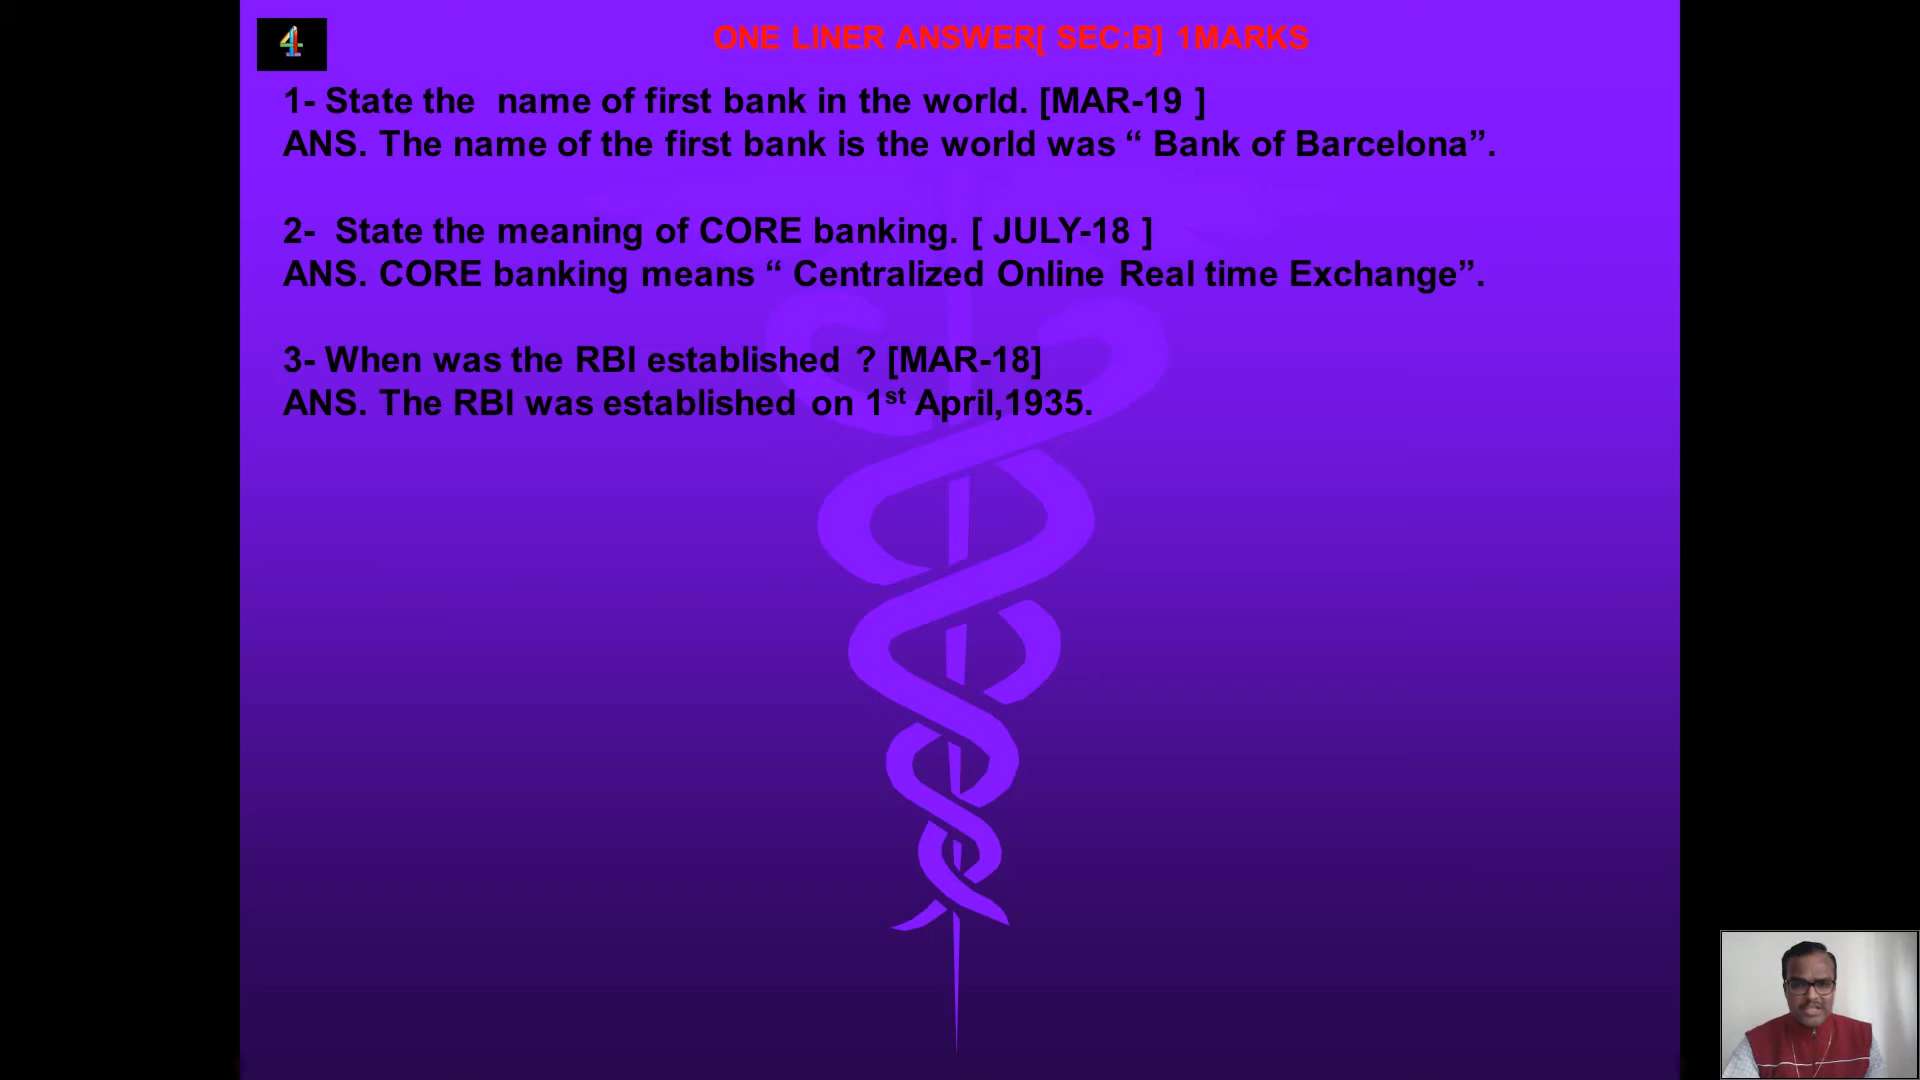 4
ONE LINER ANSWER[ SEC:B] 1MARKS
1- State the name of first bank in the world. [MAR-19 ]
ANS. The name of the first bank is the world was “ Bank of Barcelona”.
2- State the meaning of CORE banking. [ JULY-18 ]
ANS. CORE banking means “ Centralized Online Real time Exchange”.
3- When was the RBI established ? [MAR-18]
ANS. The RBI was established on 1st April,1935.